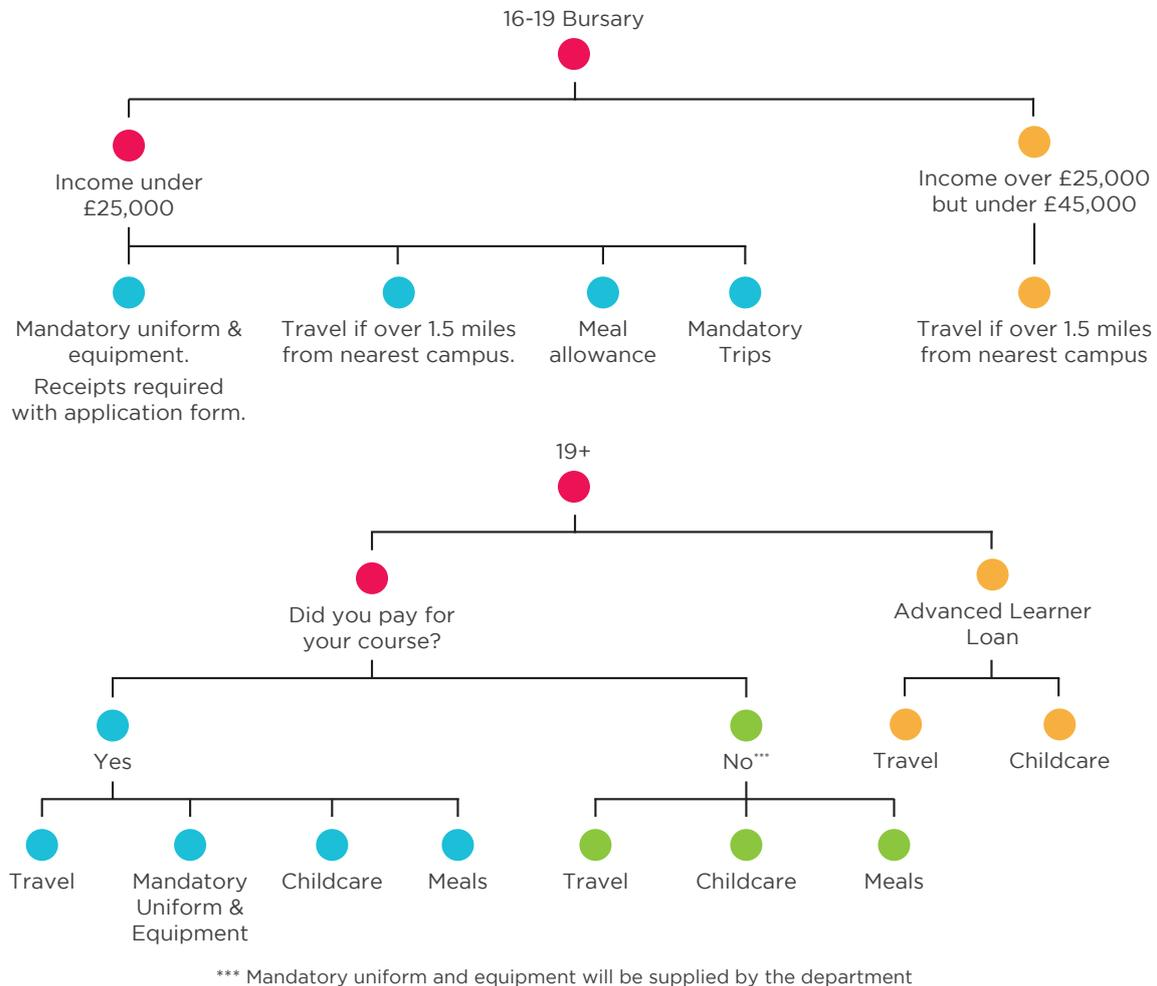 16-19 Bursary
Income under
£25,000
Income over £25,000
but under £45,000
Mandatory uniform &
equipment.
Receipts required
with application form.
Travel if over 1.5 miles
from nearest campus.
Meal
allowance
Mandatory
Trips
Travel if over 1.5 miles
from nearest campus
19+
Did you pay for
your course?
Advanced Learner
Loan
Yes
No***
Travel
Childcare
Travel
Mandatory
Uniform &
Equipment
Childcare
Meals
Travel
Childcare
Meals
*** Mandatory uniform and equipment will be supplied by the department